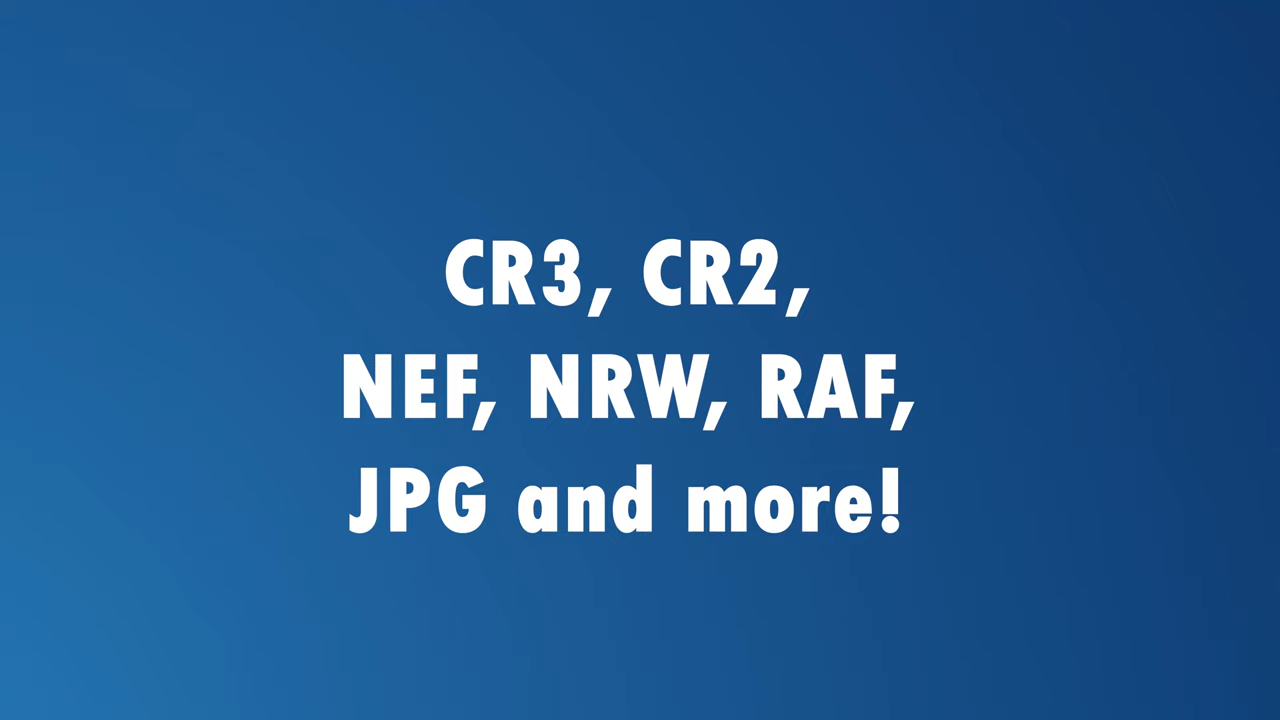 CR3, CR2,
NEF, NRW, RAF,
JPG and more!